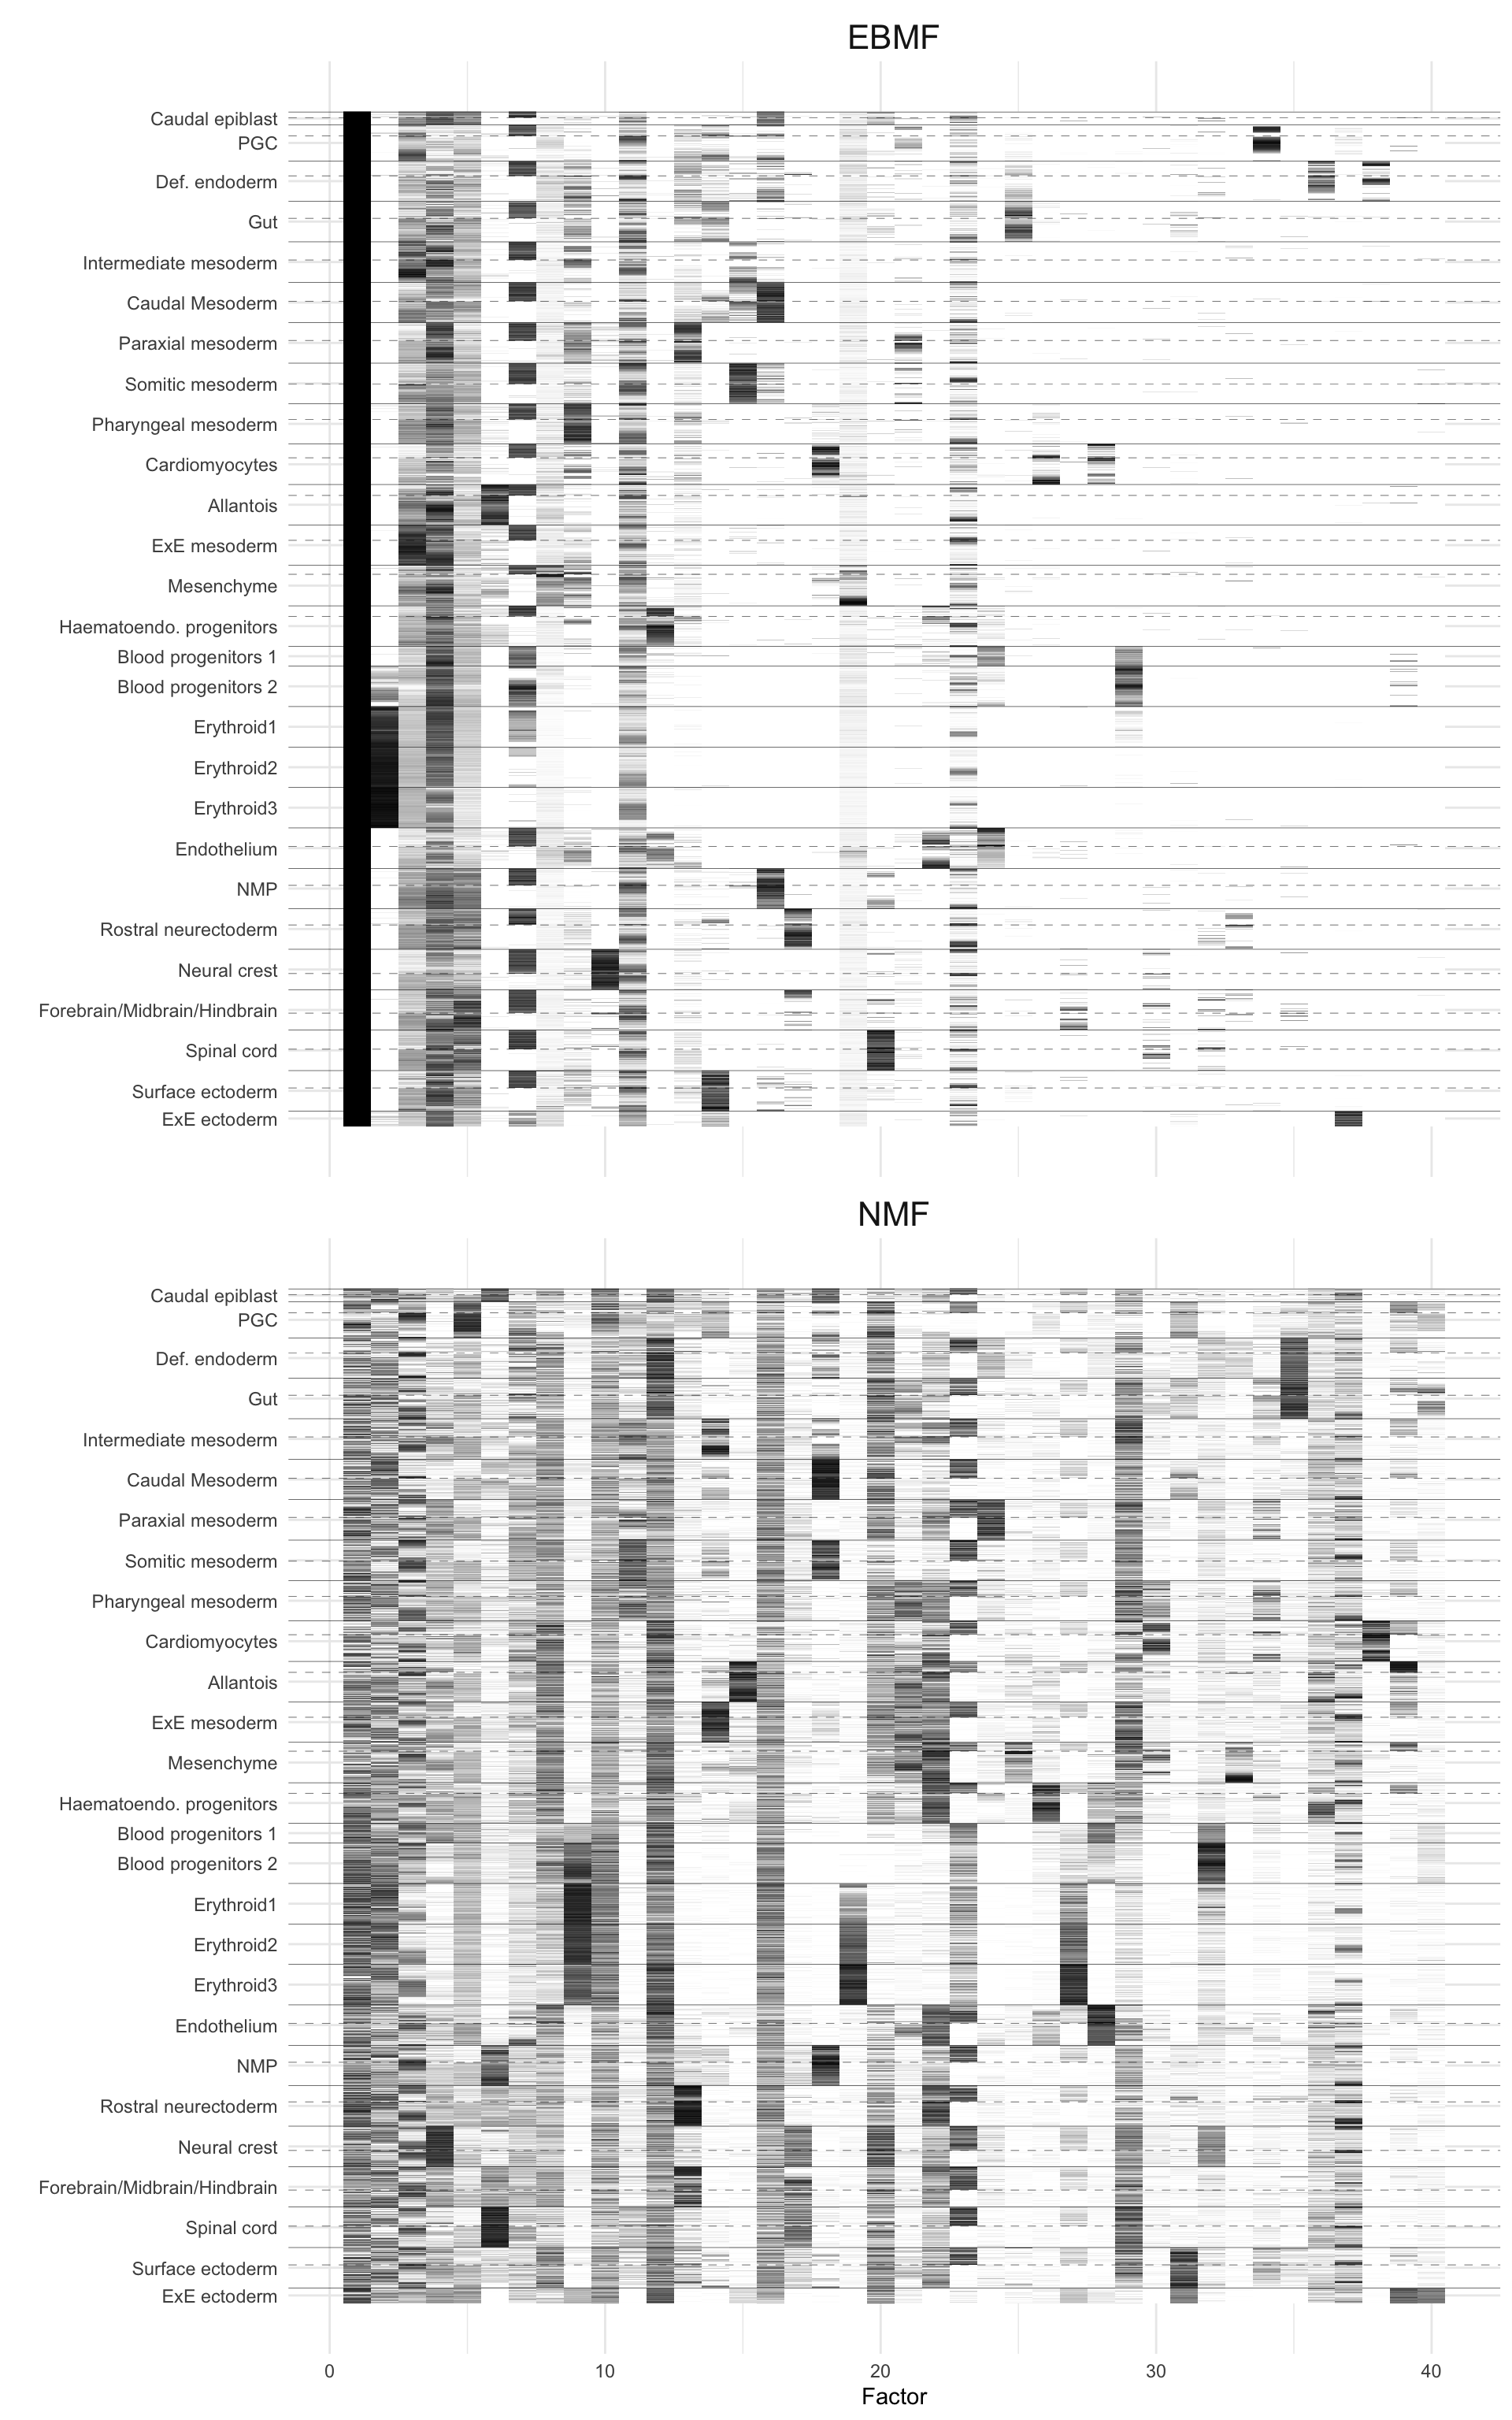 EBMF
Caudal epiblast
PGC
Def. endoderm
Gut
Intermediate mesoderm
Caudal Mesoderm
Paraxial mesoderm
Somitic mesoderm
Pharyngeal mesoderm
Cardiomyocytes
Allantois
ExE mesoderm
Mesenchyme
Haematoendo. progenitors
Blood progenitors 1
Blood progenitors 2
Erythroid1
Erythroid2
Erythroid3
Endothelium
NMP
Rostral neurectoderm
Neural crest
Forebrain/Midbrain/Hindbrain
Spinal cord
Surface ectoderm
ExE ectoderm
NMF
Caudal epiblast
PGC
Def. endoderm
Gut
Intermediate mesoderm
Caudal Mesoderm
Paraxial mesoderm
Somitic mesoderm
Pharyngeal mesoderm
Cardiomyocytes
Allantois
ExE mesoderm
Mesenchyme
Haematoendo. progenitors
Blood progenitors 1
Blood progenitors 2
Erythroid1
Erythroid2
Erythroid3
Endothelium
NMP
Rostral neurectoderm
Neural crest
Forebrain/Midbrain/Hindbrain
Spinal cord
Surface ectoderm
ExE ectoderm
0 10 20 30 40
Factor